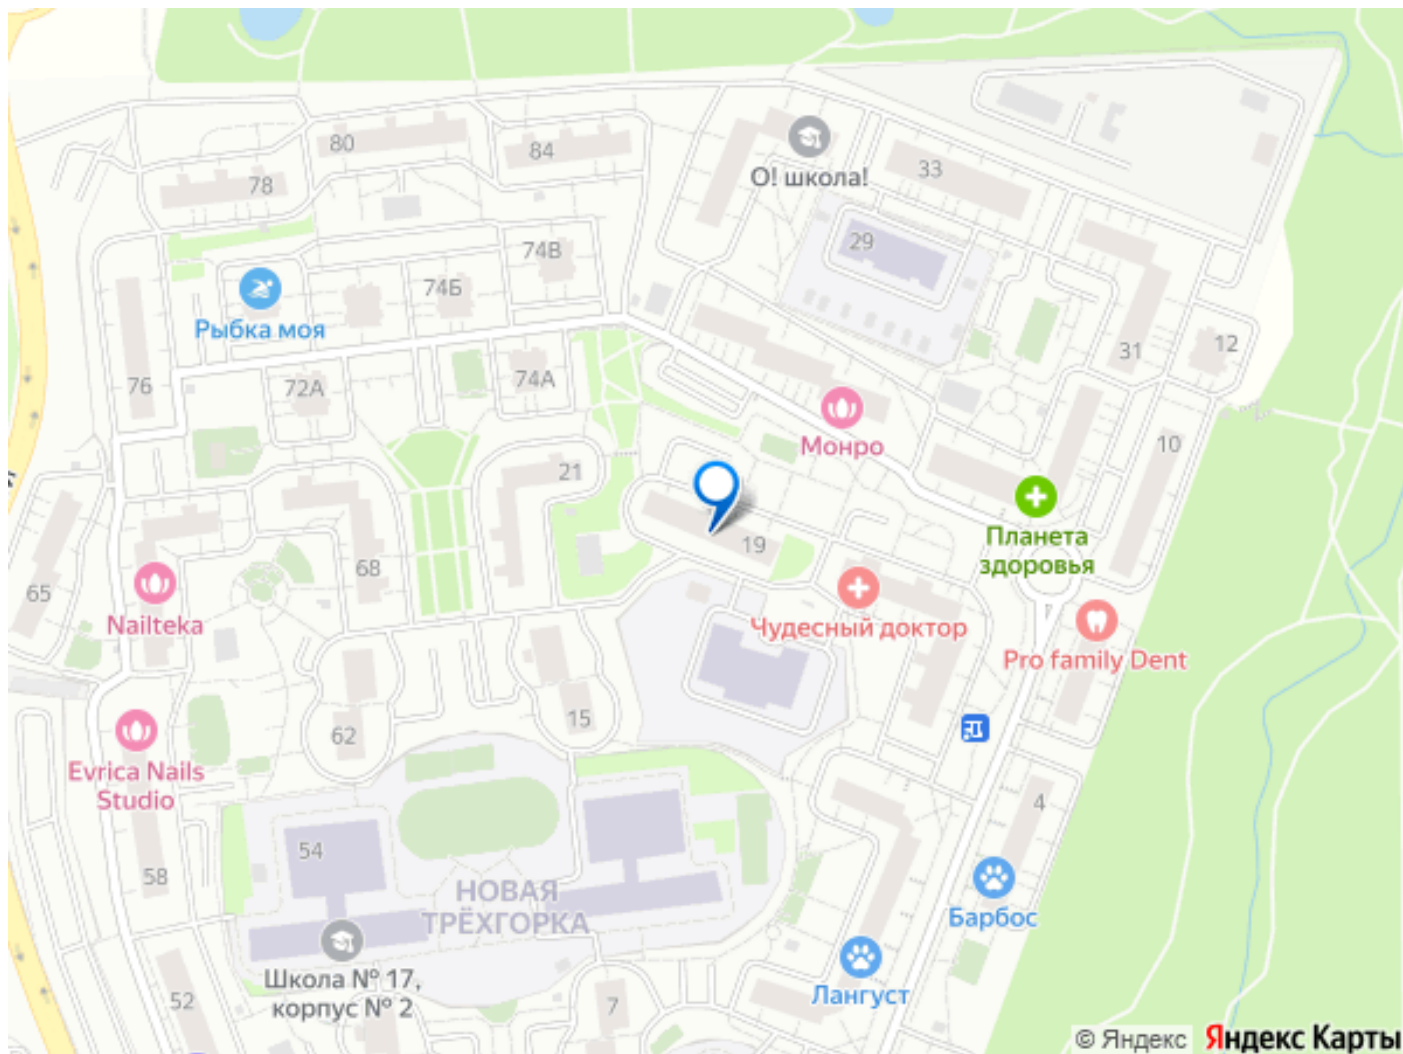 80
84
О! школа!
33
78
29
74В
74Б
Рыбка моя
12
31
76
72А
74А
Монро
10
21
Планета
здоровья
19
68
65
Nailteka
Чудесный доктор
Pro family Dent
15
62
Evrica Nails
Studio
4
54
58
НОВАЯ
ТРЁХГОРКА
Барбос
Школа № 17,
корпус № 2
Лангуст
52
7
© Яндекс
Яндекс Карты